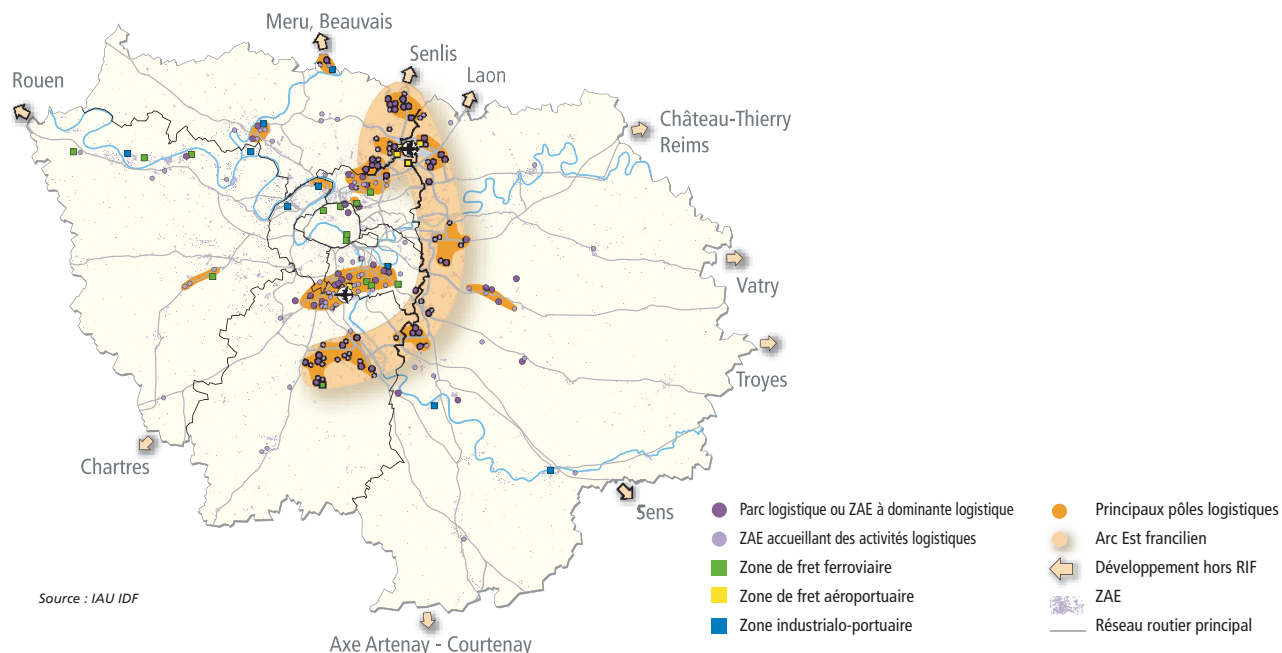 Meru, Beauvais
Senlis
Laon
Rouen
Château-Thierry
Reims
Vatry
Troyes
Chartres
Sens
Axe Artenay - Courtenay
Parc logistique ou ZAE à dominante logistique
ZAE accueillant des activités logistiques
Zone de fret ferroviaire
Zone de fret aéroportuaire
Zone industrialo-portuaire
Principaux pôles logistiques
Arc Est francilien
Développement hors RIF
ZAE
Réseau routier principal
Source : IAU IDF